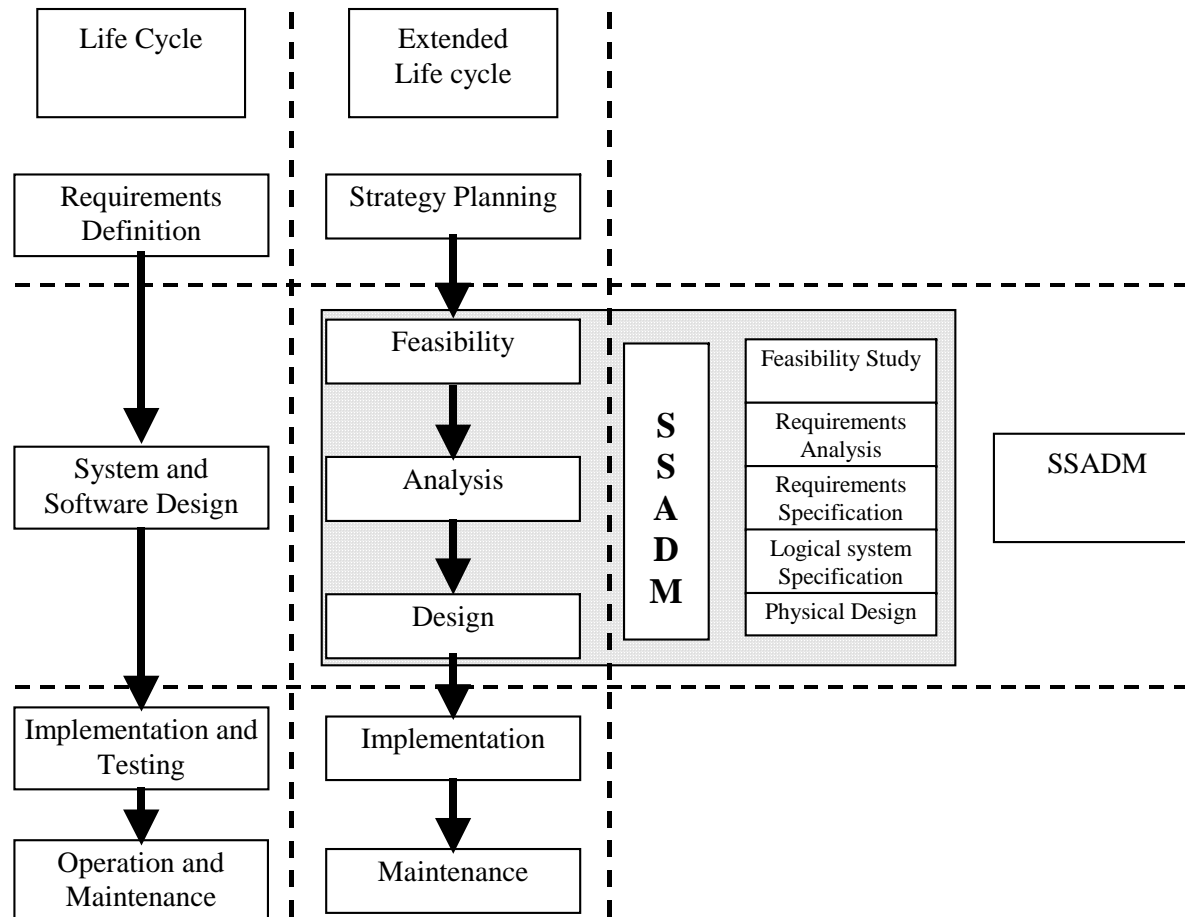 Life Cycle
Extended
Life cycle
Requirements
Definition
Strategy Planning
Feasibility
Feasibility Study
S
S
A
D
M
Requirements
Analysis
Requirements
Specification
Logical system
Specification
Physical Design
SSADM
System and
Software Design
Analysis
Design
Implementation and
Testing
Implementation
Operation and
Maintenance
Maintenance